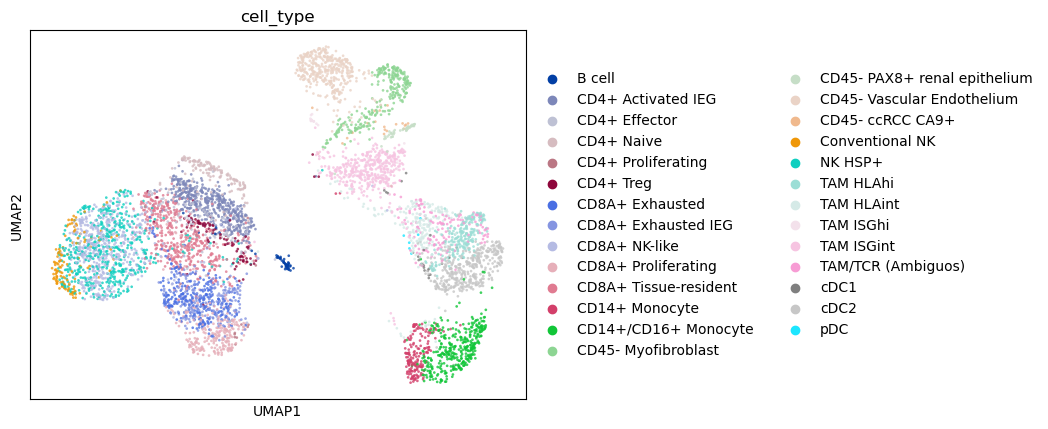 cell_type
UMAP2
UMAP1
B cell
CD4+ Activated IEG
CD4+ Effector
CD4+ Naive
CD4+ Proliferating
CD4+ Treg
CD8A+ Exhausted
CD8A+ Exhausted IEG
CD8A+ NK-like
CD8A+ Proliferating
CD8A+ Tissue-resident
CD14+ Monocyte
CD14+/CD16+ Monocyte
CD45- Myofibroblast
CD45- PAX8+ renal epithelium
CD45- Vascular Endothelium
CD45- ccRCC CA9+
Conventional NK
NK HSP+
TAM HLAhi
TAM HLAint
TAM ISGhi
TAM ISGint
TAM/TCR (Ambiguos)
cDC1
cDC2
pDC